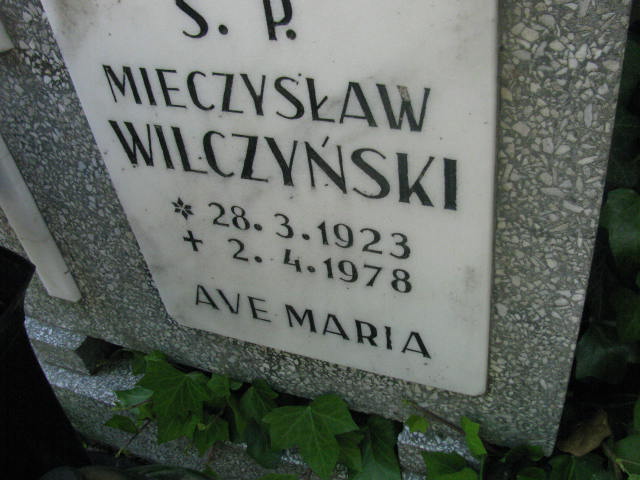 Ś. P.
MIECZYSŁAW
WILCZYŃSKI
* 28. 3. 1923
+ 2. 4. 1978
AVE MARIA